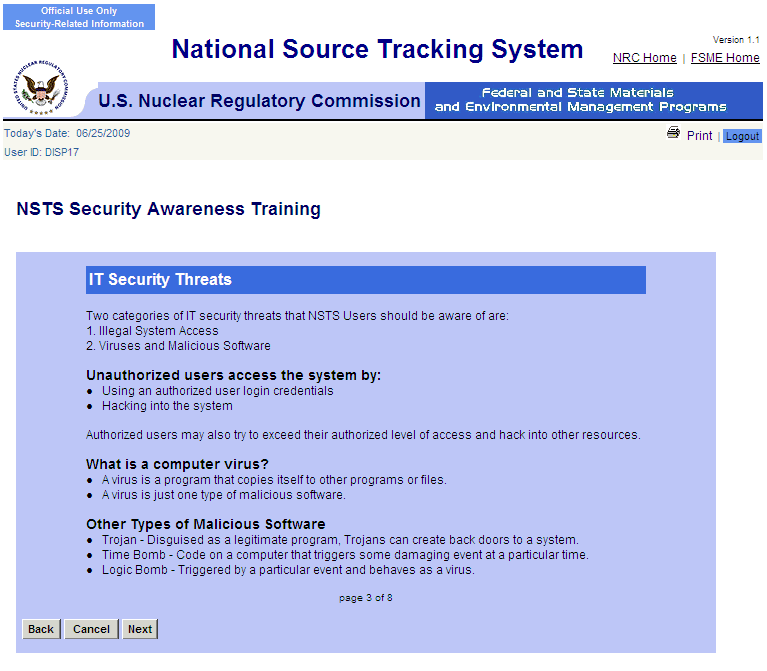 Official Use Only
Security-Related Information
National Source Tracking System
Version 1.1
NRC Home | FSME Home
UNITED STATES NUCLEAR REGULATORY COMMISSION
U.S. Nuclear Regulatory Commission
Federal and State Materials
and Environmental Management Programs
Today's Date: 06/25/2009
Print | Logout
User ID: DISP17
NSTS Security Awareness Training
IT Security Threats
Two categories of IT security threats that NSTS Users should be aware of are:
1. Illegal System Access
2. Viruses and Malicious Software
Unauthorized users access the system by:
● Using an authorized user login credentials
● Hacking into the system
Authorized users may also try to exceed their authorized level of access and hack into other resources.
What is a computer virus?
● A virus is a program that copies itself to other programs or files.
● A virus is just one type of malicious software.
Other Types of Malicious Software
● Trojan - Disguised as a legitimate program, Trojans can create back doors to a system.
● Time Bomb - Code on a computer that triggers some damaging event at a particular time.
● Logic Bomb - Triggered by a particular event and behaves as a virus.
page 3 of 8
Back Cancel Next